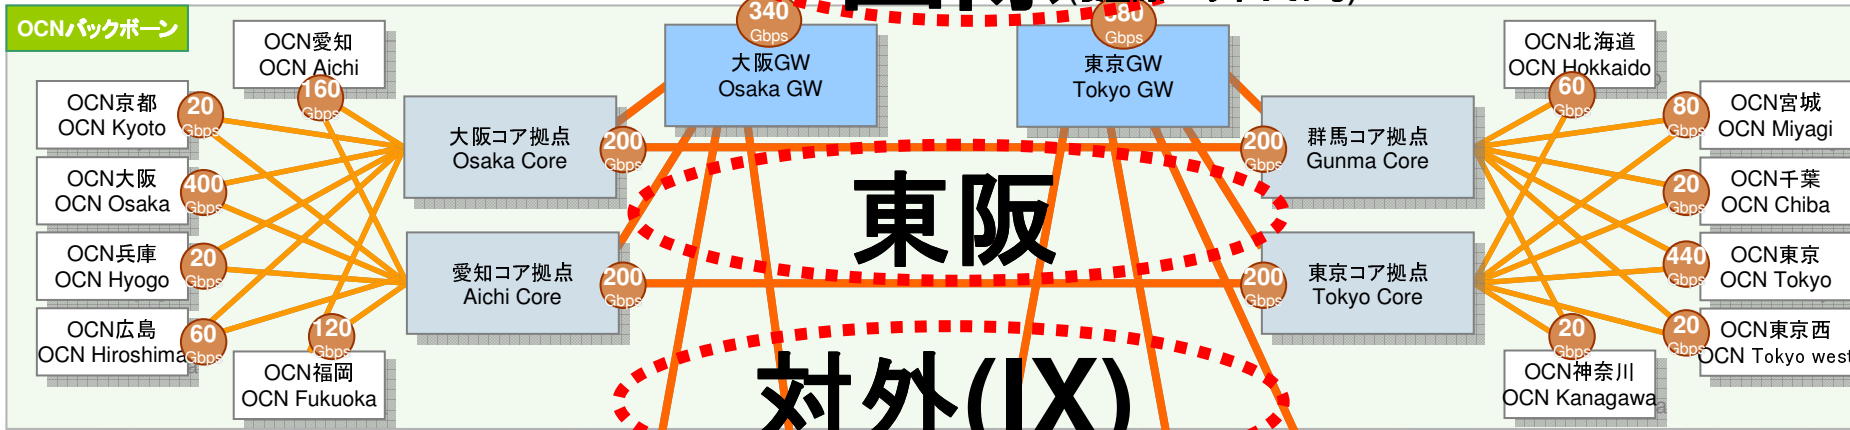 OCNバックボーン
340
Gbps
380
Gbps
OCN愛知
OCN Aichi
160
Gbps
大阪GW
Osaka GW
東京GW
Tokyo GW
OCN北海道
OCN Hokkaido
60
Gbps
OCN京都
OCN Kyoto
20
Gbps
大阪コア拠点
Osaka Core
200
Gbps
200
Gbps
群馬コア拠点
Gunma Core
80
Gbps
OCN宮城
OCN Miyagi
OCN大阪
OCN Osaka
400
Gbps
東阪
20
Gbps
OCN千葉
OCN Chiba
OCN兵庫
OCN Hyogo
20
Gbps
愛知コア拠点
Aichi Core
200
Gbps
200
Gbps
東京コア拠点
Tokyo Core
440
Gbps
OCN東京
OCN Tokyo
OCN広島
OCN Hiroshima
60
Gbps
120
Gbps
OCN福岡
OCN Fukuoka
対外(IX)
20
Gbps
OCN神奈川
OCN Kanagawa
20
Gbps
OCN東京西
OCN Tokyo west